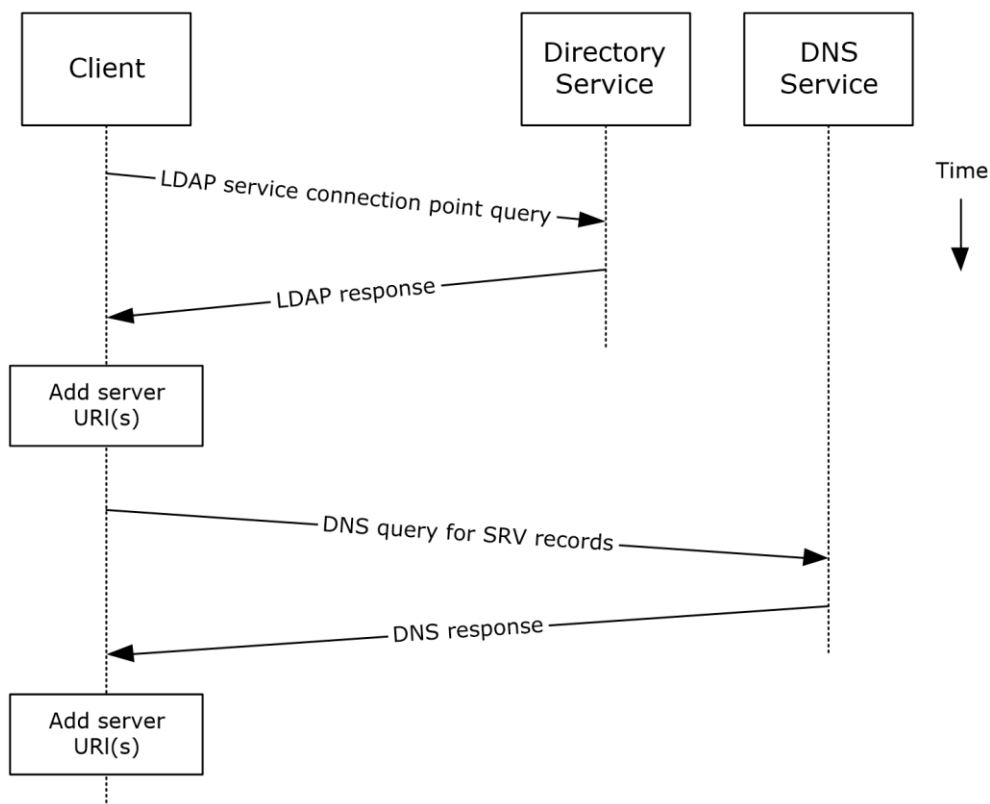 Client
Directory
Service
DNS
Service
Time
LDAP service connection point query
LDAP response
Add server
URI(s)
DNS query for SRV records
DNS response
Add server
URI(s)